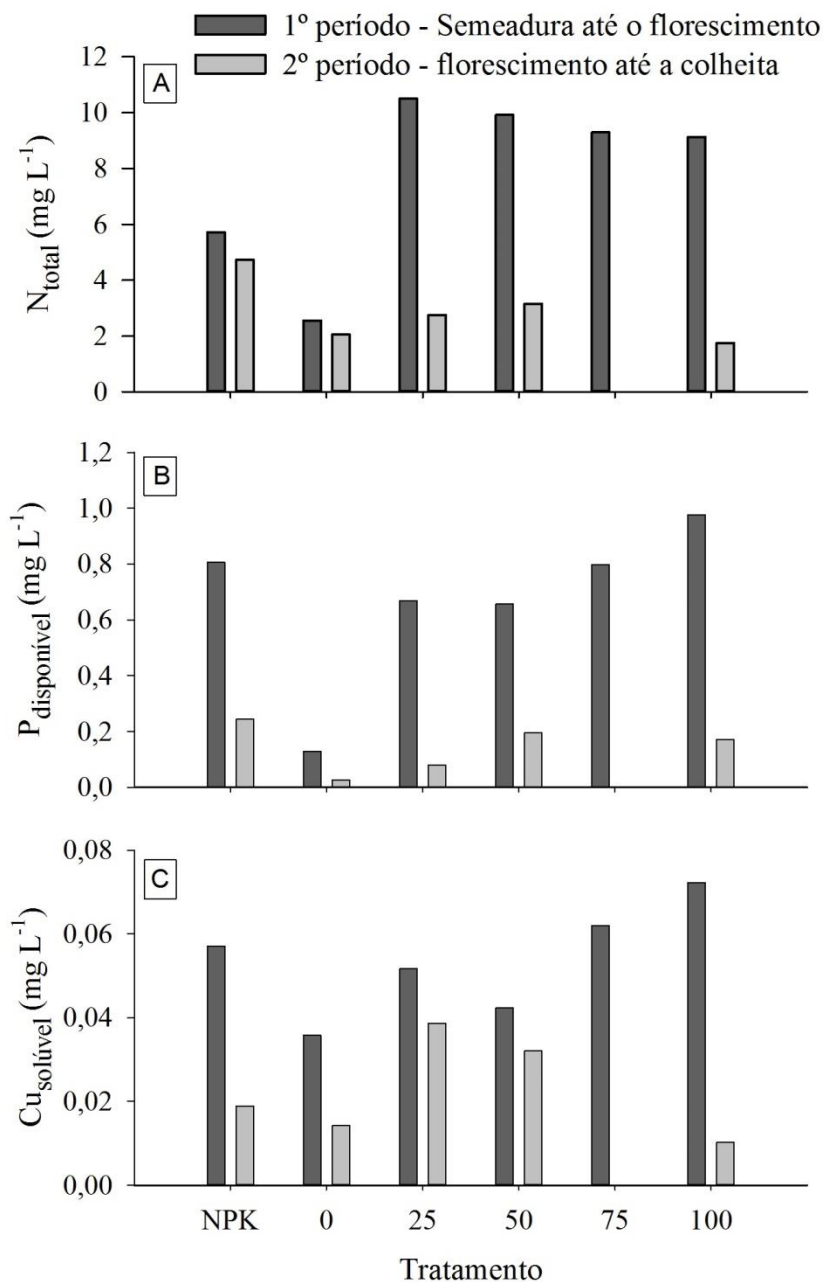 1º período - Semeadura até o florescimento
2º período - florescimento até a colheita
A
12
10
8
6
4
2
0
N_total (mg L⁻¹)
B
1,2
1,0
0,8
0,6
0,4
0,2
0,0
P_disponível (mg L⁻¹)
C
0,08
0,06
0,04
0,02
0,00
Cu_solúvel (mg L⁻¹)
NPK 0 25 50 75 100
Tratamento